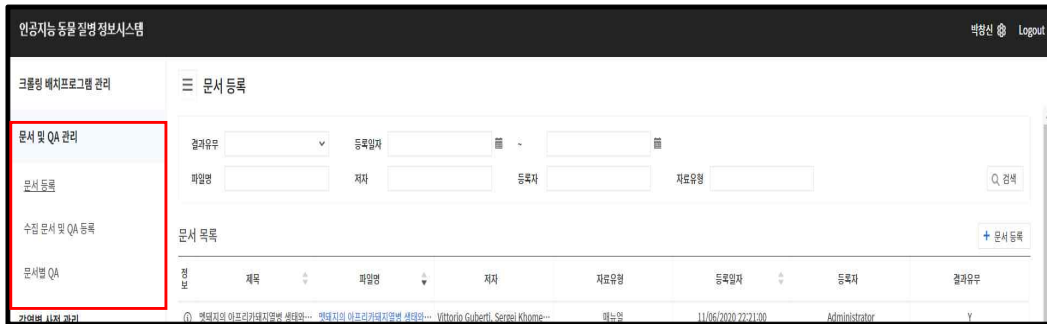 인공지능 동물 질병 정보시스템
박창신 Logout
크롤링 배치프로그램 관리
문서 등록
문서 및 QA 관리
결과유무 등록일자 ~
문서 등록
파일명 저자 등록자 자료유형 검색
수집 문서 및 QA 등록
문서 목록
+ 문서 등록
문서별 QA
정보 제목 파일명 저자 자료유형 등록일자 등록자 결과유무
감염병 사전 관리
멧돼지의 아프리카돼지열병 생태와… 멧돼지의 아프리카돼지열병 생태와… Vittorio Guberti, Sergei Khome… 매뉴얼 11/06/2020 22:21:00 Administrator Y